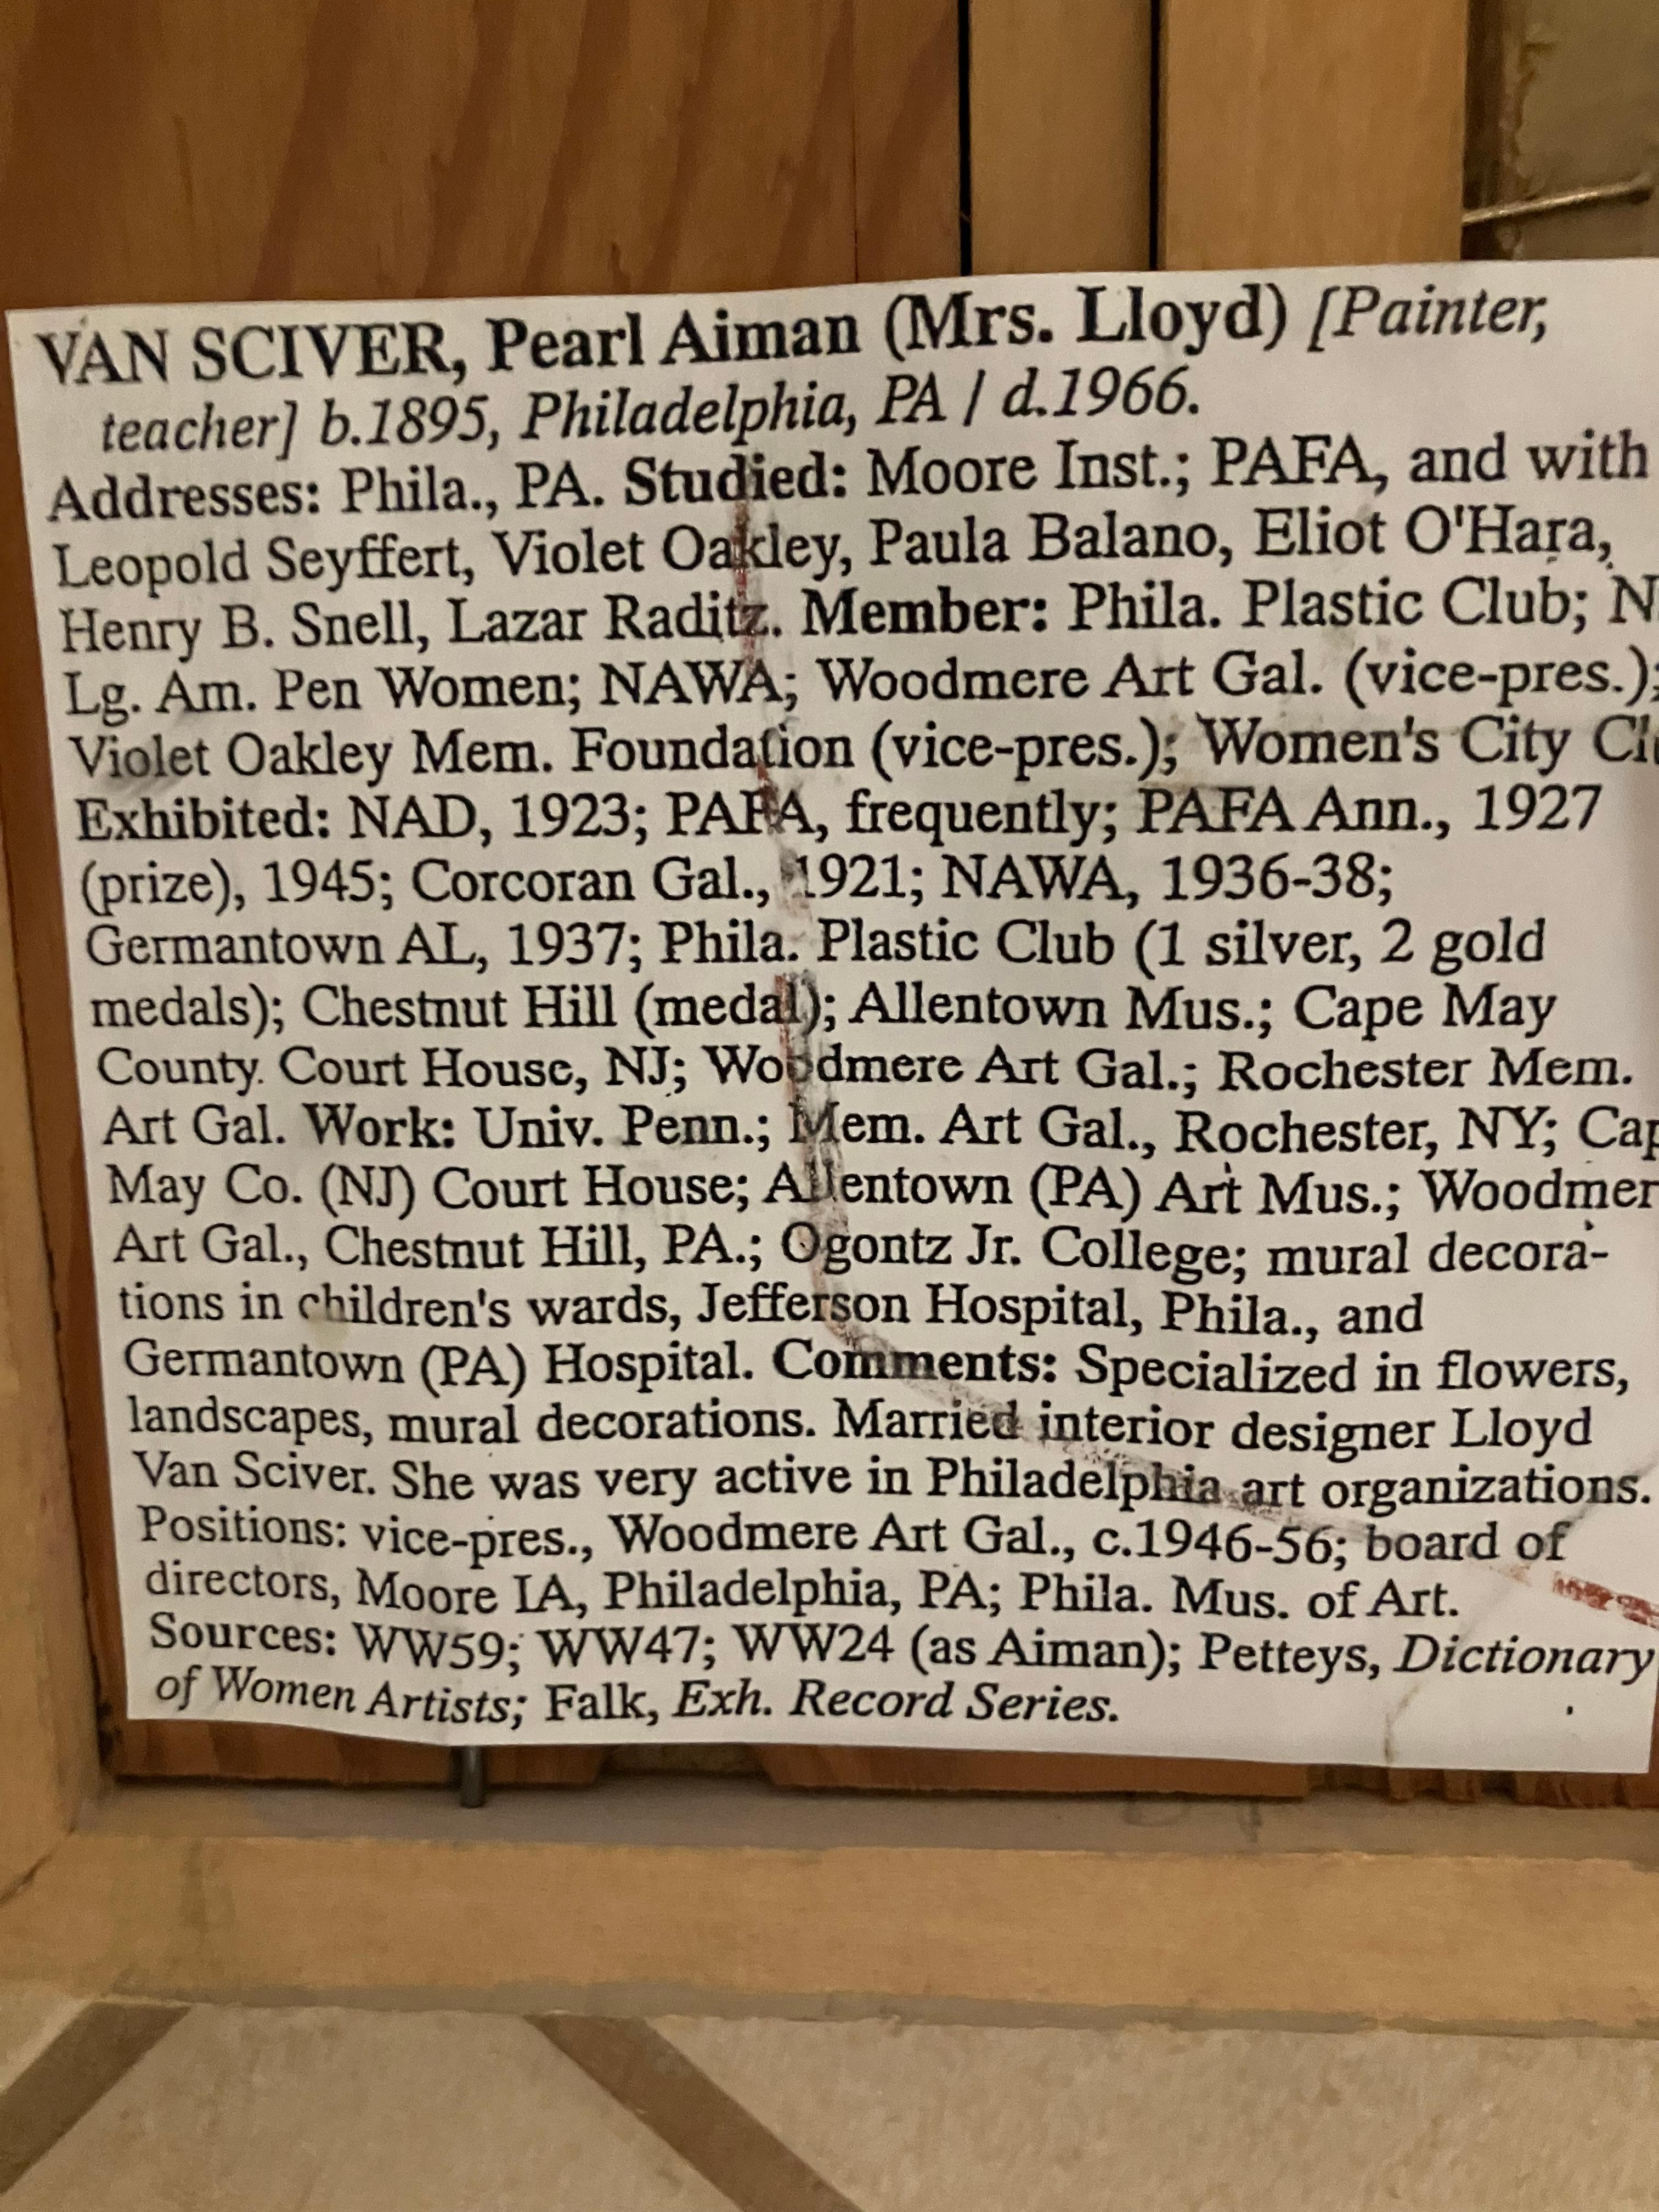 VAN SCIVER, Pearl Aiman (Mrs. Lloyd) [Painter,
teacher] b.1895, Philadelphia, PA / d.1966.
Addresses: Phila., PA. Studied: Moore Inst.; PAFA, and with
Leopold Seyffert, Violet Oakley, Paula Balano, Eliot O'Hara,
Henry B. Snell, Lazar Raditz. Member: Phila. Plastic Club;
Lg. Am. Pen Women; NAWA; Woodmere Art Gal. (vice-pres.);
Violet Oakley Mem. Foundation (vice-pres.); Women's City
Exhibited: NAD, 1923; PAFA, frequently; PAFA Ann., 1927
(prize), 1945; Corcoran Gal., 1921; NAWA, 1936-38;
Germantown AL, 1937; Phila. Plastic Club (1 silver, 2 gold
medals); Chestnut Hill (medal); Allentown Mus.; Cape May
County. Court House, NJ; Woodmere Art Gal.; Rochester Mem.
Art Gal. Work: Univ. Penn.; Mem. Art Gal., Rochester, NY; Cap
May Co. (NJ) Court House; Allentown (PA) Art Mus.; Woodmer
Art Gal., Chestnut Hill, PA.; Ogontz Jr. College; mural decora-
tions in children's wards, Jefferson Hospital, Phila., and
Germantown (PA) Hospital. Comments: Specialized in flowers,
landscapes, mural decorations. Married interior designer Lloyd
Van Sciver. She was very active in Philadelphia art organizations.
Positions: vice-pres., Woodmere Art Gal., c.1946-56; board of
directors, Moore IA, Philadelphia, PA; Phila. Mus. of Art.
Sources: WW59; WW47; WW24 (as Aiman); Petteys, Dictionary
of Women Artists; Falk, Exh. Record Series.